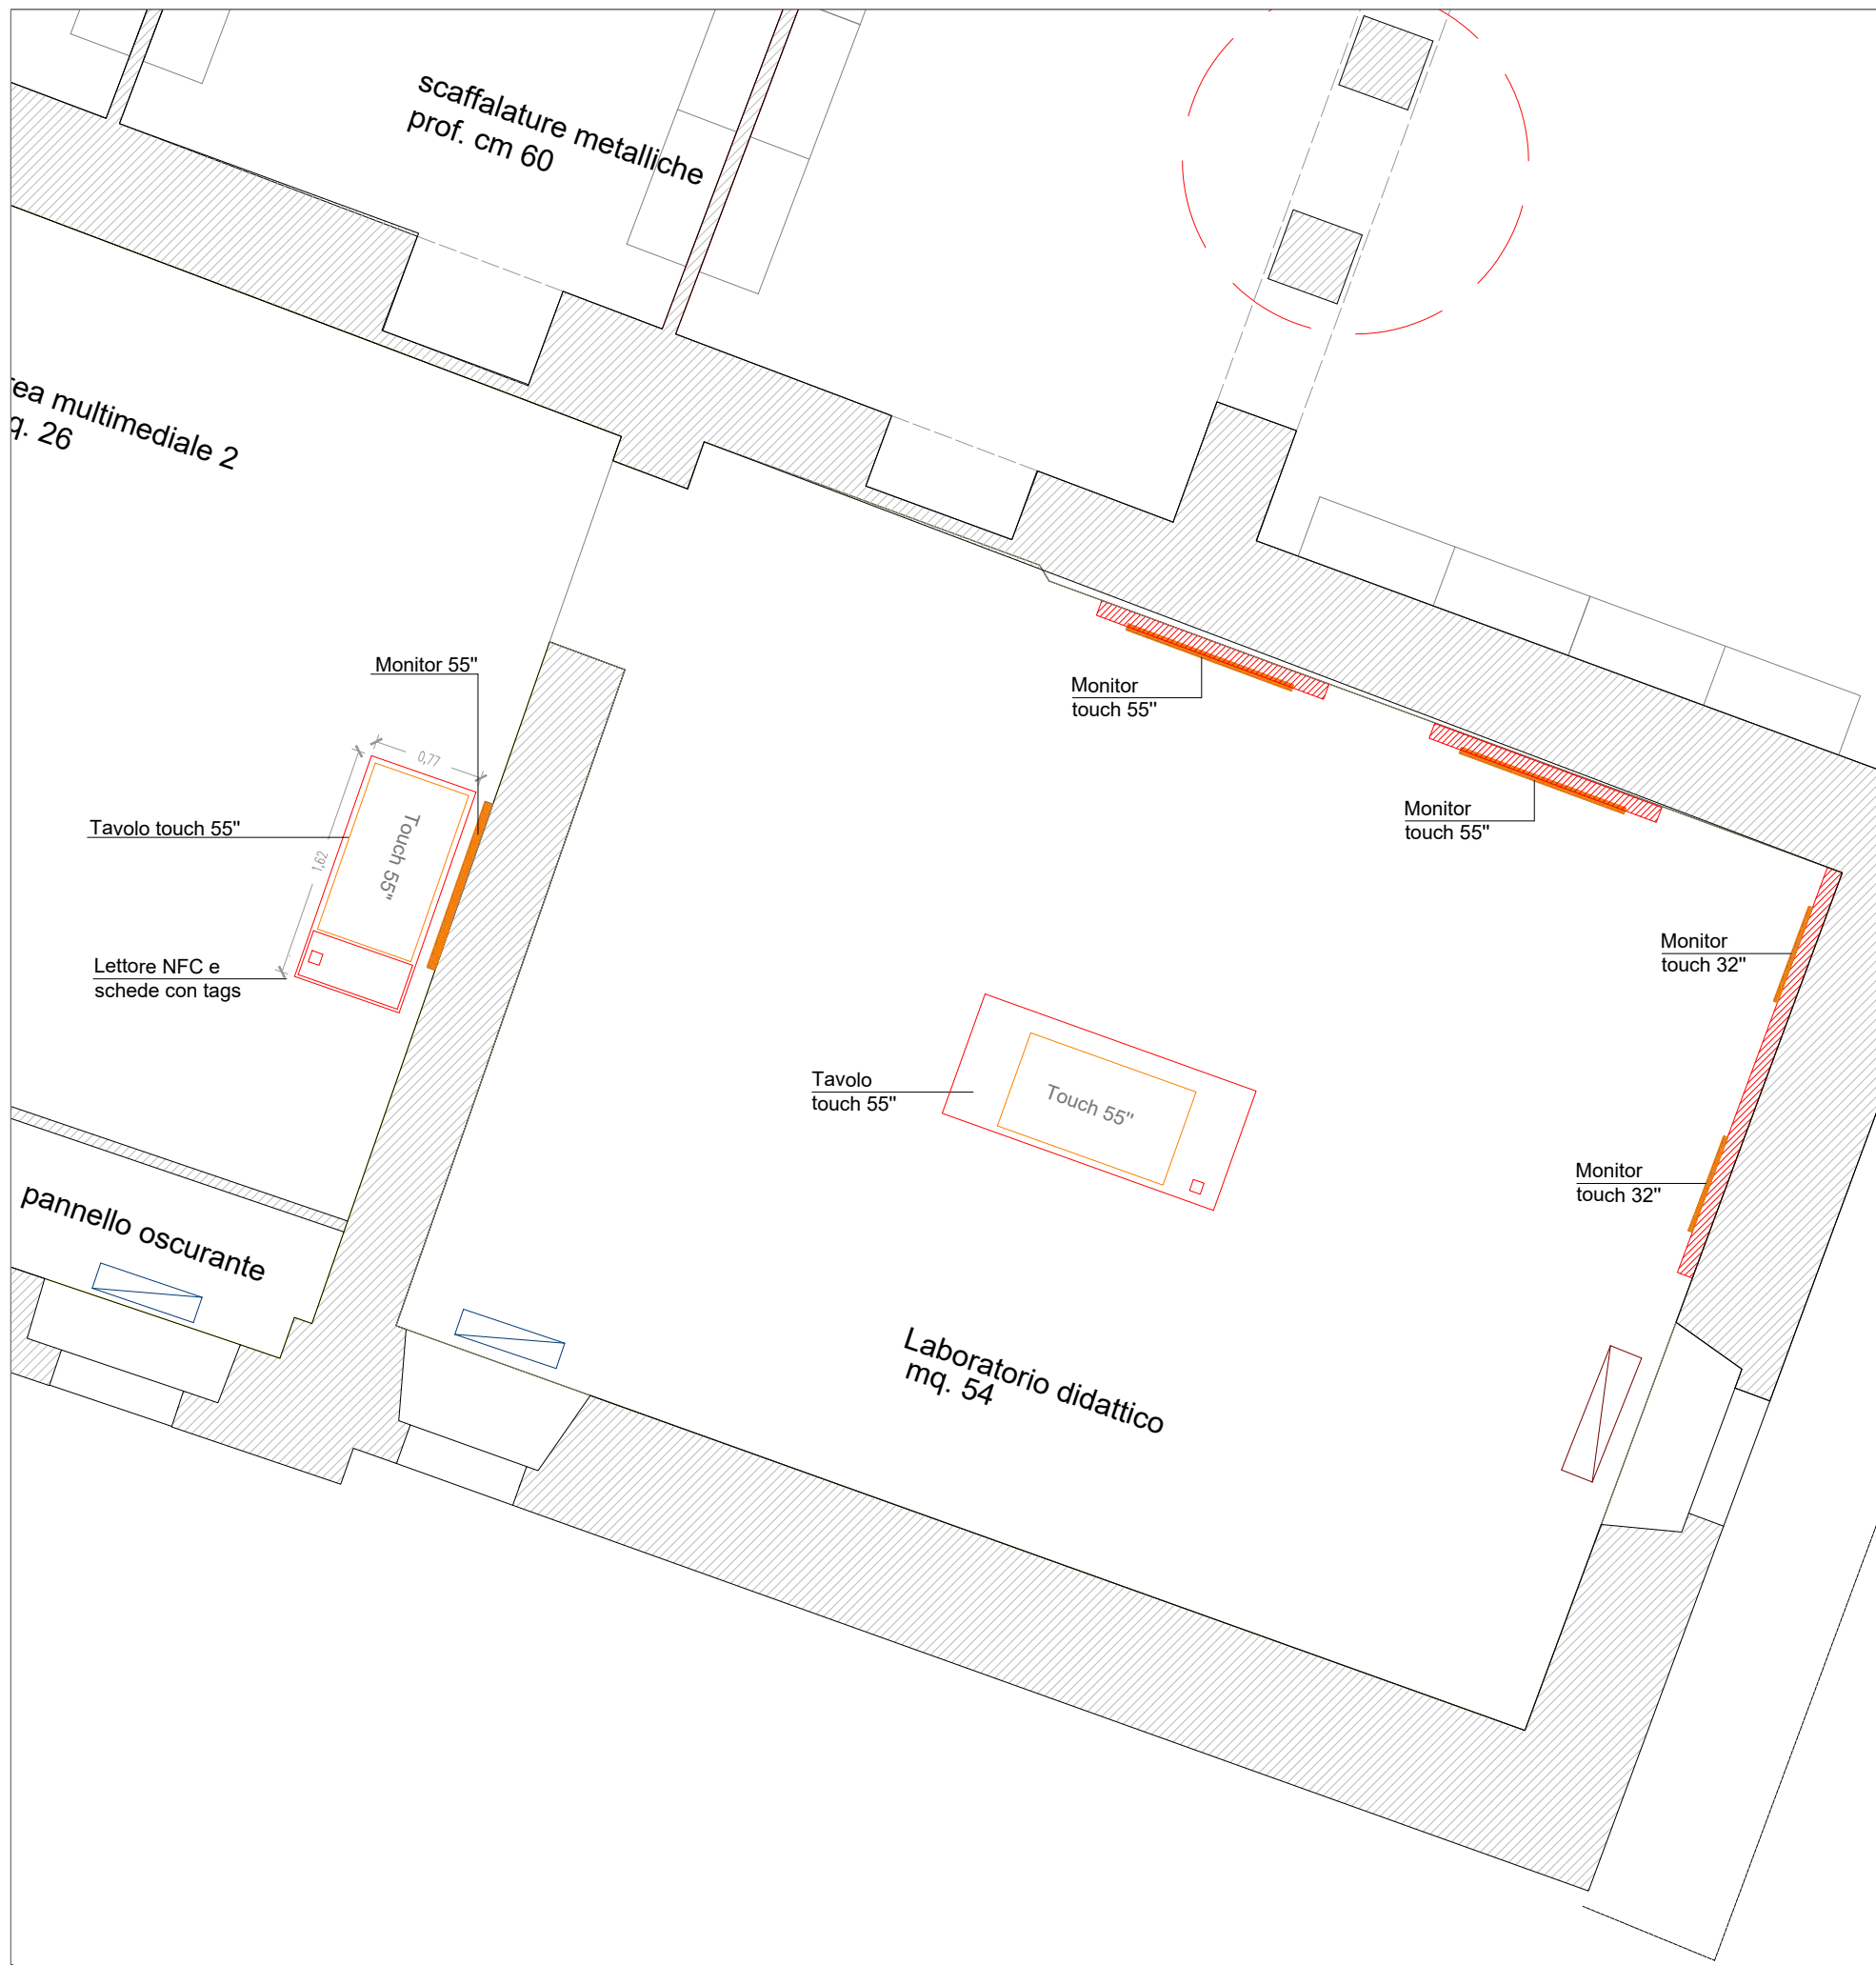 scaffalature metalliche
prof. cm 60
rea multimediale 2
q. 26
Monitor 55"
0,77
Tavolo touch 55"
1,62
Touch 55"
Lettore NFC e
schede con tags
pannello oscurante
Monitor
touch 55"
Monitor
touch 55"
Monitor
touch 32"
Monitor
touch 32"
Tavolo
touch 55"
Touch 55"
Laboratorio didattico
mq. 54